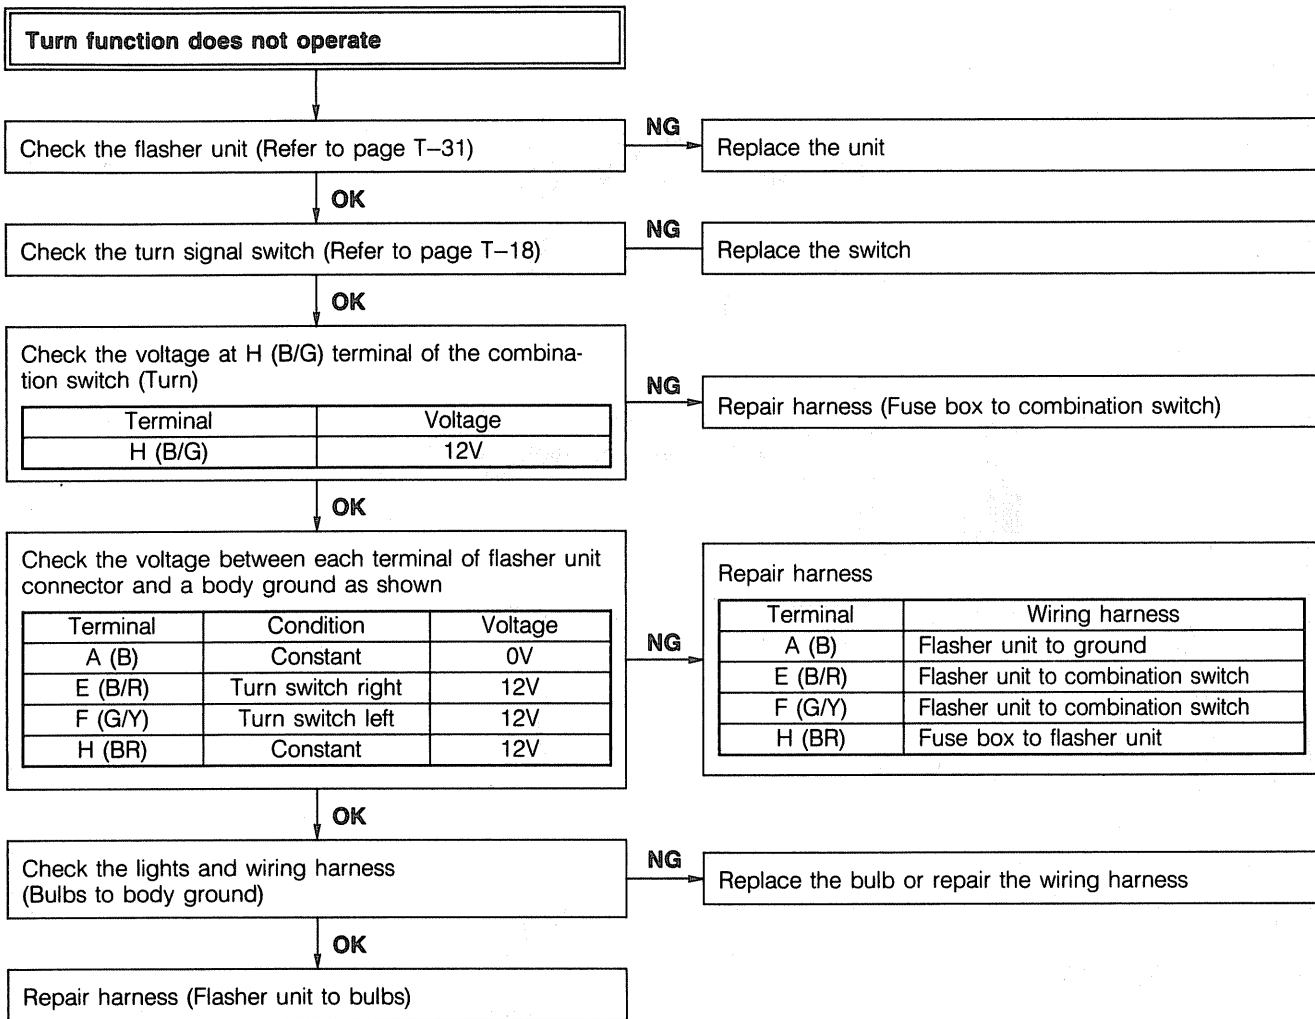 Turn function does not operate
Check the flasher unit (Refer to page T–31)
NG
Replace the unit
OK
Check the turn signal switch (Refer to page T–18)
NG
Replace the switch
OK
Check the voltage at H (B/G) terminal of the combina-
tion switch (Turn)
Terminal Voltage
H (B/G) 12V
NG
Repair harness (Fuse box to combination switch)
OK
Check the voltage between each terminal of flasher unit
connector and a body ground as shown
Terminal Condition Voltage
A (B) Constant 0V
E (B/R) Turn switch right 12V
F (G/Y) Turn switch left 12V
H (BR) Constant 12V
NG
Repair harness
Terminal Wiring harness
A (B) Flasher unit to ground
E (B/R) Flasher unit to combination switch
F (G/Y) Flasher unit to combination switch
H (BR) Fuse box to flasher unit
OK
Check the lights and wiring harness
(Bulbs to body ground)
NG
Replace the bulb or repair the wiring harness
OK
Repair harness (Flasher unit to bulbs)